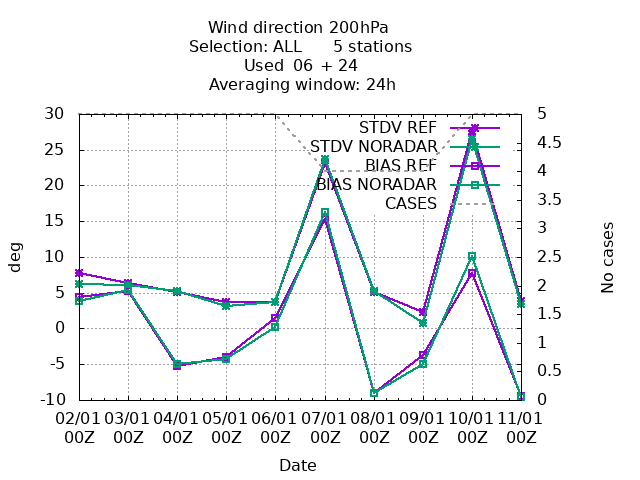 Wind direction 200hPa
Selection: ALL 5 stations
Used 06 + 24
Averaging window: 24h
30 5
STDV REF
4.5
STDV NORADAR
25
BIAS REF
4
20
BIAS NORADAR
3.5
CASES
15 3
10 2.5
5 2
1.5
0
1
-5
0.5
-10 0
deg
No cases
02/01 03/01 04/01 05/01 06/01 07/01 08/01 09/01 10/01 11/01
00Z 00Z 00Z 00Z 00Z 00Z 00Z 00Z 00Z 00Z
Date